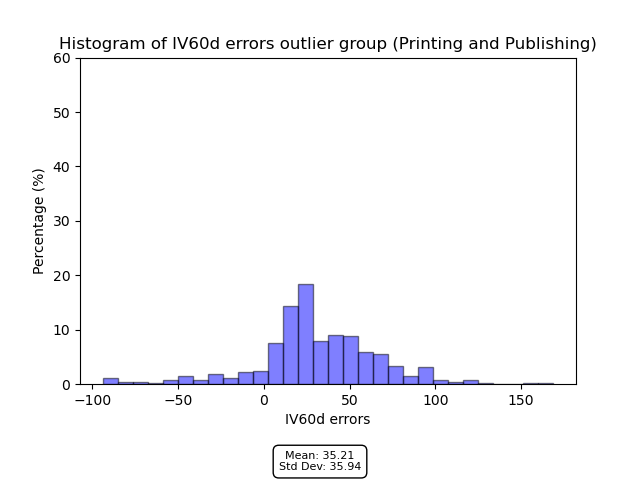 Histogram of IV60d errors outlier group (Printing and Publishing)
60
50
40
30
20
10
0
Percentage (%)
−100
−50
0
50
100
150
IV60d errors
Mean: 35.21
Std Dev: 35.94